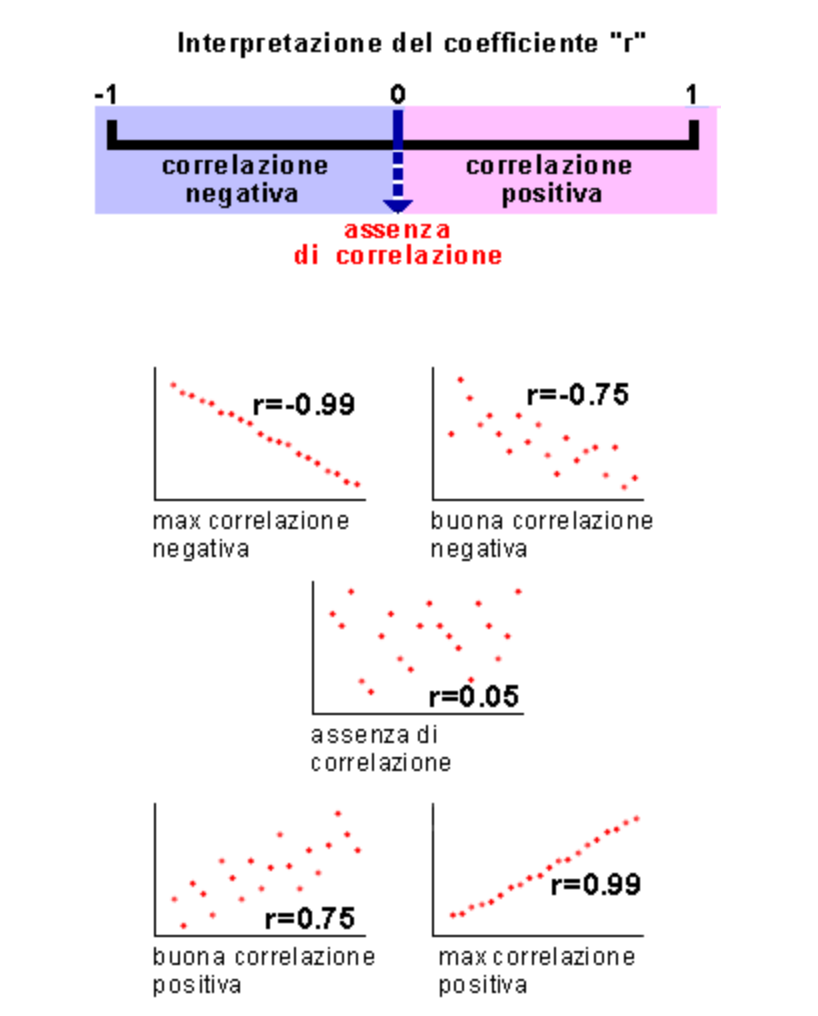 Interpretazione del coefficiente "r"
-1 0 1
correlazione negativa
correlazione positiva
assenza
di correlazione
r=-0.99
max correlazione
negativa
r=-0.75
buona correlazione
negativa
r=0.05
assenza di
correlazione
r=0.75
buona correlazione
positiva
r=0.99
max correlazione
positiva